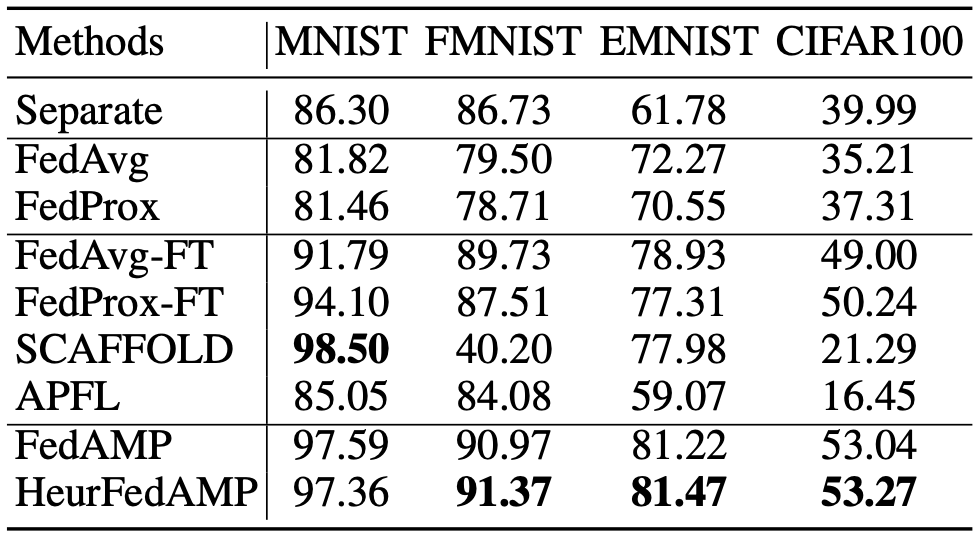 Methods MNIST FMNIST EMNIST CIFAR100
Separate 86.30 86.73 61.78 39.99
FedAvg 81.82 79.50 72.27 35.21
FedProx 81.46 78.71 70.55 37.31
FedAvg-FT 91.79 89.73 78.93 49.00
FedProx-FT 94.10 87.51 77.31 50.24
SCAFFOLD 98.50 40.20 77.98 21.29
APFL 85.05 84.08 59.07 16.45
FedAMP 97.59 90.97 81.22 53.04
HeurFedAMP 97.36 91.37 81.47 53.27